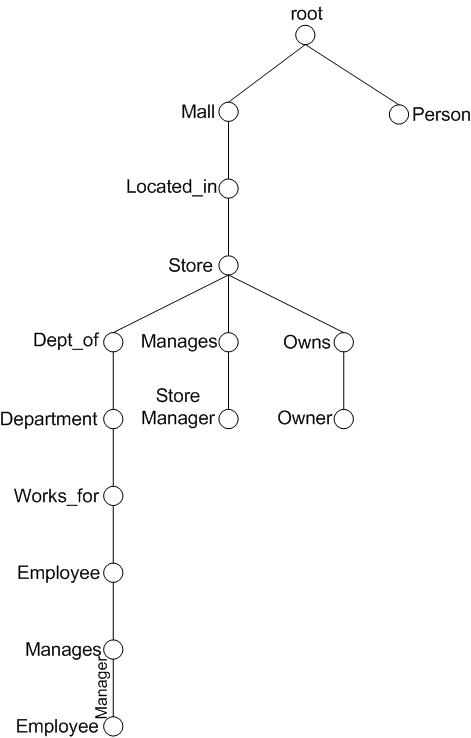 root
Mall
Person
Located_in
Store
Dept_of
Manages
Owns
Department
Store
Manager
Owner
Works_for
Employee
Manages
Manager
Employee